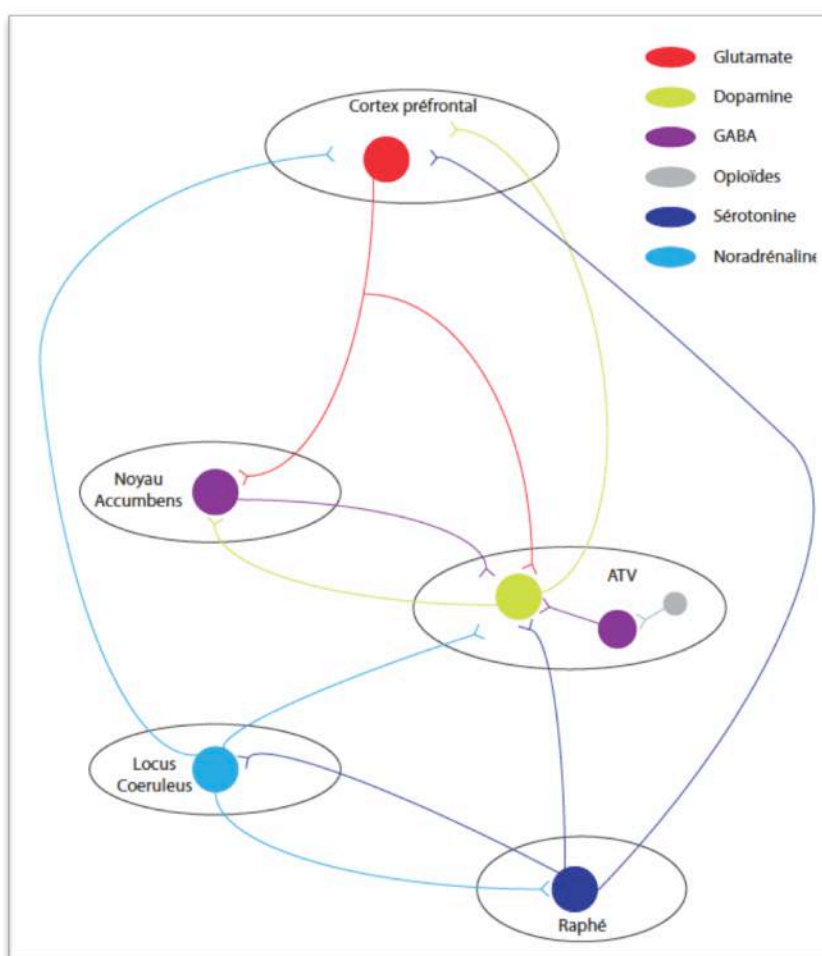 Cortex préfrontal
Glutamate
Dopamine
GABA
Opioïdes
Sérotonine
Noradrénaline
Noyau
Accumbens
ATV
Locus
Coeruleus
Raphé